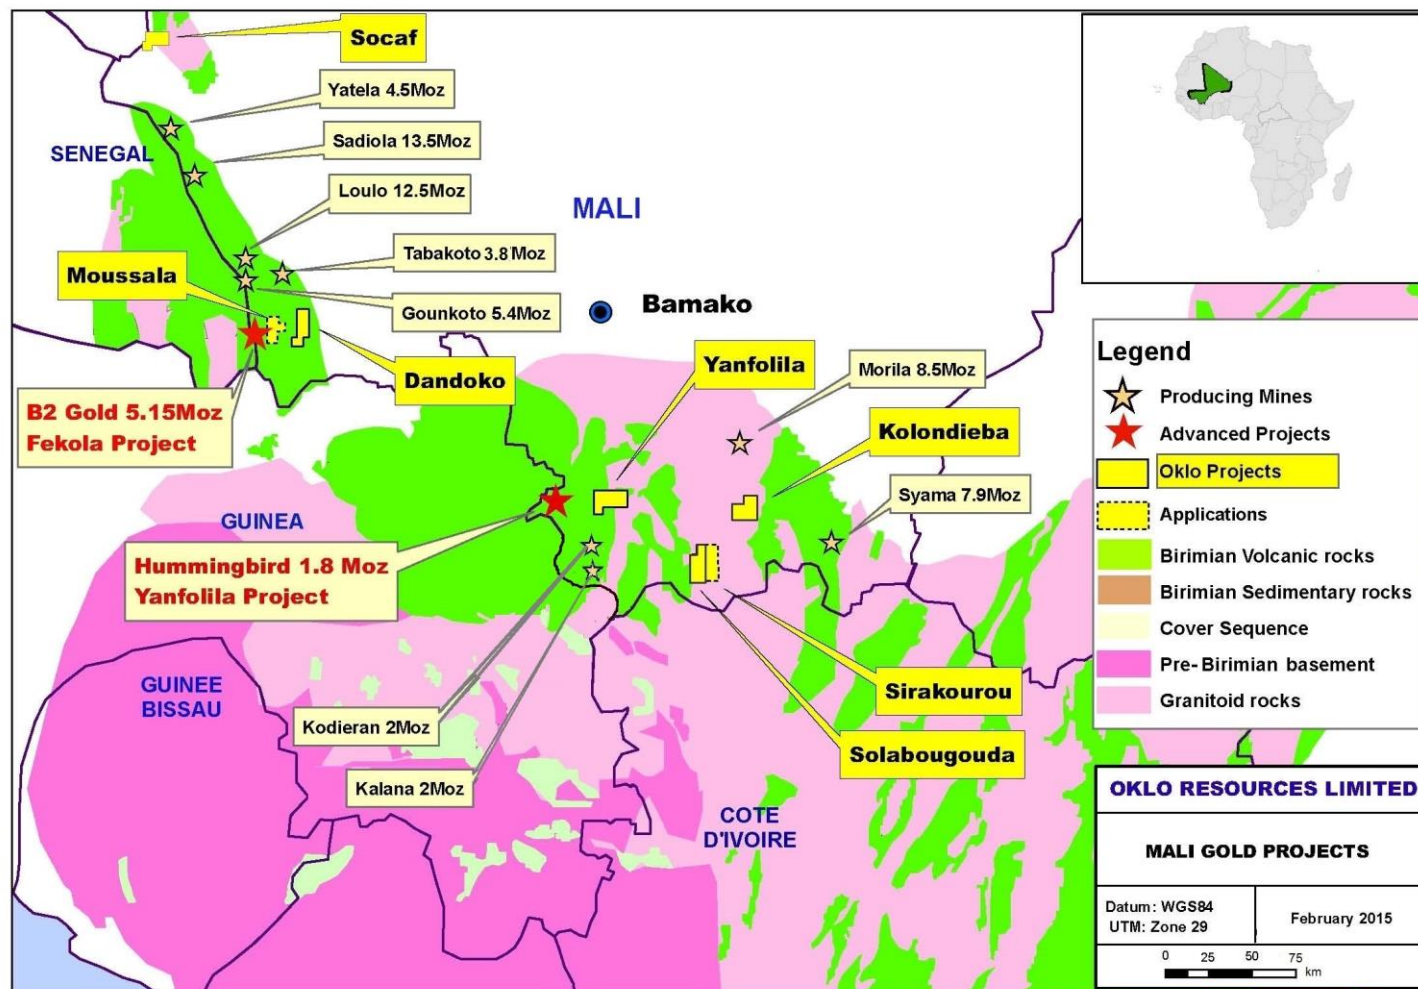 Socaf
Yatela 4.5Moz
SENEGAL
Sadiola 13.5Moz
Loulo 12.5Moz
MALI
Moussala
Tabakoto 3.8Moz
Gounkoto 5.4Moz
Bamako
Dandoko
Yanfolila
Morila 8.5Moz
B2 Gold 5.15Moz
Fekola Project
Kolondieba
Syama 7.9Moz
GUINEA
Hummingbird 1.8 Moz
Yanfolila Project
GUINEE
BISSAU
Sirakourou
Kodieran 2Moz
Solabougouda
Kalana 2Moz
COTE
D'IVOIRE
Legend
Producing Mines
Advanced Projects
Oklo Projects
Applications
Birimian Volcanic rocks
Birimian Sedimentary rocks
Cover Sequence
Pre-Birimian basement
Granitoid rocks
OKLO RESOURCES LIMITED
MALI GOLD PROJECTS
Datum: WGS84
UTM: Zone 29
February 2015
0 25 50 75
km